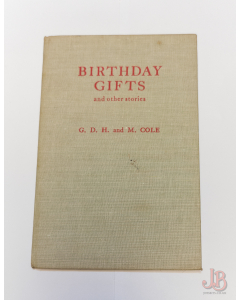 BIRTHDAY
GIFTS
and other stories
G. D. H. and M. COLE
JB